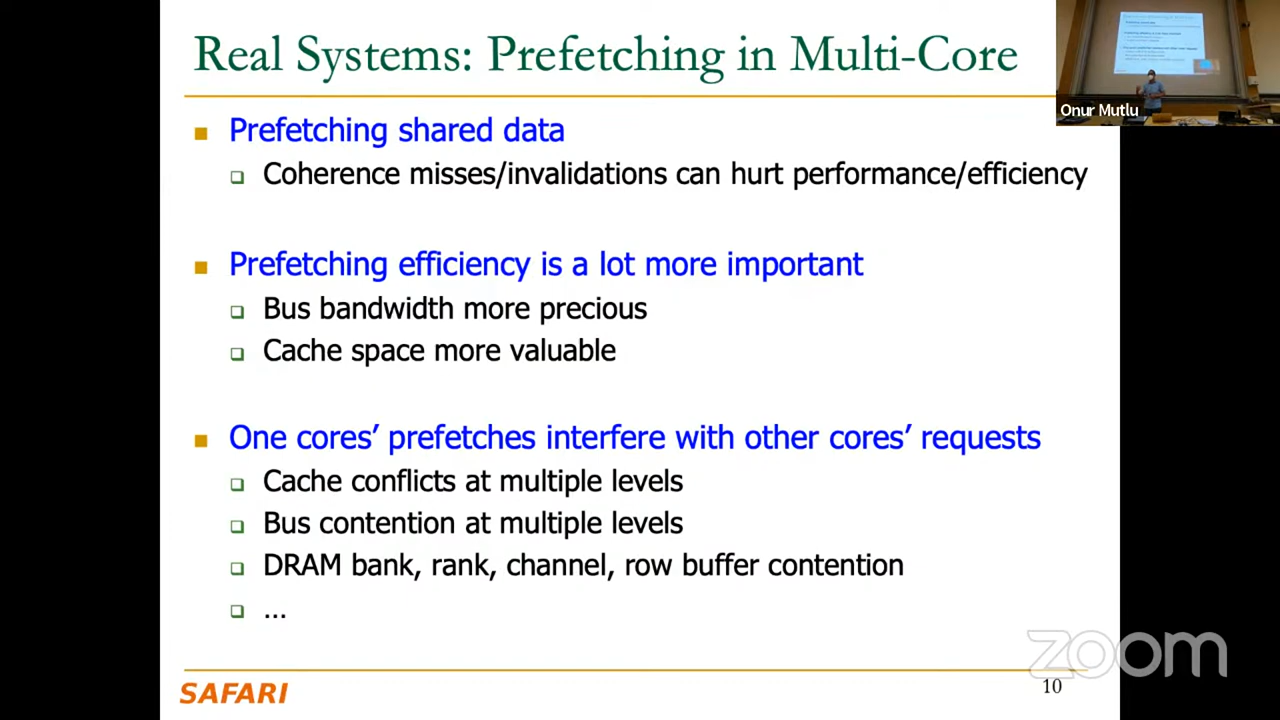 Real Systems: Prefetching in Multi-Core
Onur Mutlu
Prefetching shared data
Coherence misses/invalidations can hurt performance/efficiency
Prefetching efficiency is a lot more important
Bus bandwidth more precious
Cache space more valuable
One cores’ prefetches interfere with other cores’ requests
Cache conflicts at multiple levels
Bus contention at multiple levels
DRAM bank, rank, channel, row buffer contention
...
zoom
SAFARI
10